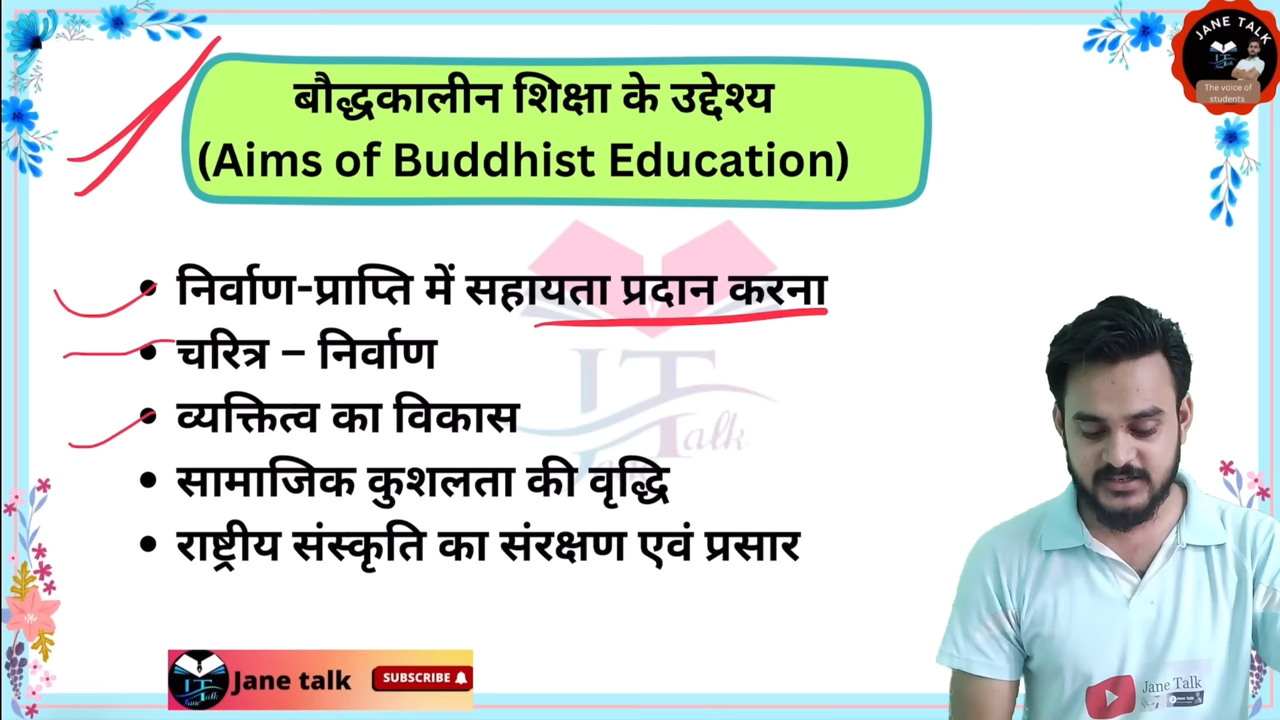 बौद्धकालीन शिक्षा के उद्देश्य
(Aims of Buddhist Education)
• निर्वाण-प्राप्ति में सहायता प्रदान करना
• चरित्र – निर्वाण
• व्यक्तित्व का विकास
• सामाजिक कुशलता की वृद्धि
• राष्ट्रीय संस्कृति का संरक्षण एवं प्रसार
JANE TALK
The voice of
students
Jane talk
SUBSCRIBE
Jane Talk